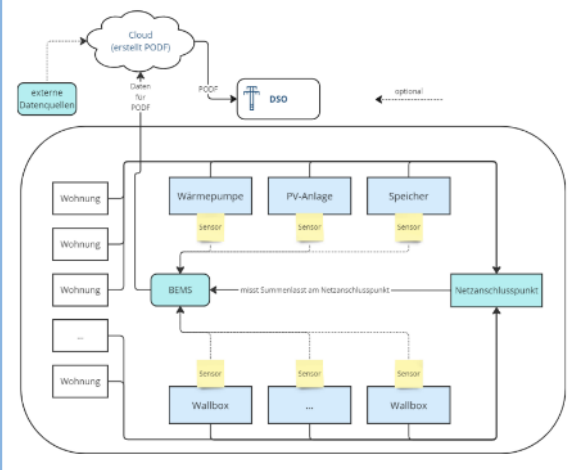 Cloud
(erstellt PODF)
externe
Datenquellen
Daten
für
PODF
PODF
DSO
optional
Wohnung
Wärmepumpe
PV-Anlage
Speicher
Sensor
Sensor
Sensor
Wohnung
Wohnung
BEMS
misst Summenlasst am Netzanschlusspunkt
Netzanschlusspunkt
...
Sensor
Sensor
Sensor
Wohnung
Wallbox
...
Wallbox